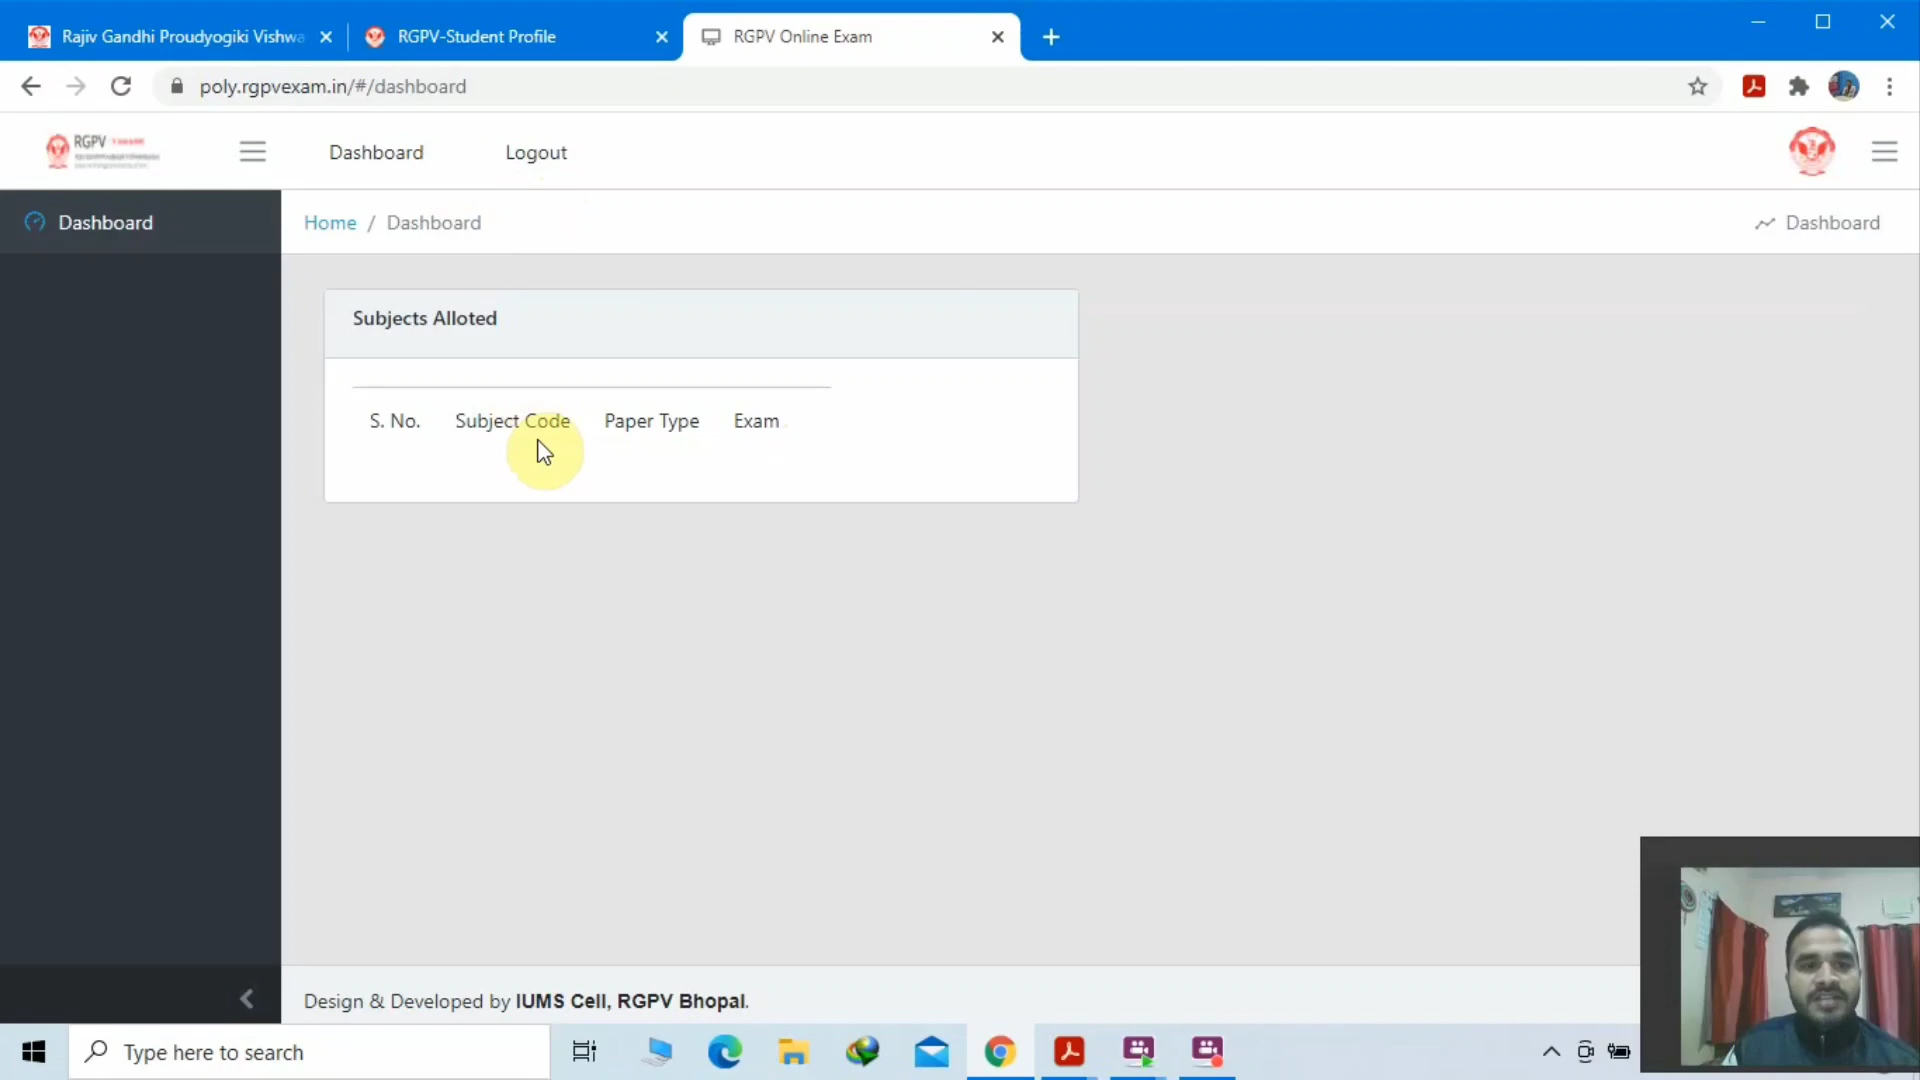 Rajiv Gandhi Proudyogiki Vishwa
RGPV-Student Profile
RGPV Online Exam
poly.rgpvexam.in/#/dashboard
RGPV
Dashboard
Logout
Dashboard
Home / Dashboard
Dashboard
Subjects Alloted
S. No. Subject Code Paper Type Exam
Design & Developed by IUMS Cell, RGPV Bhopal.
Type here to search